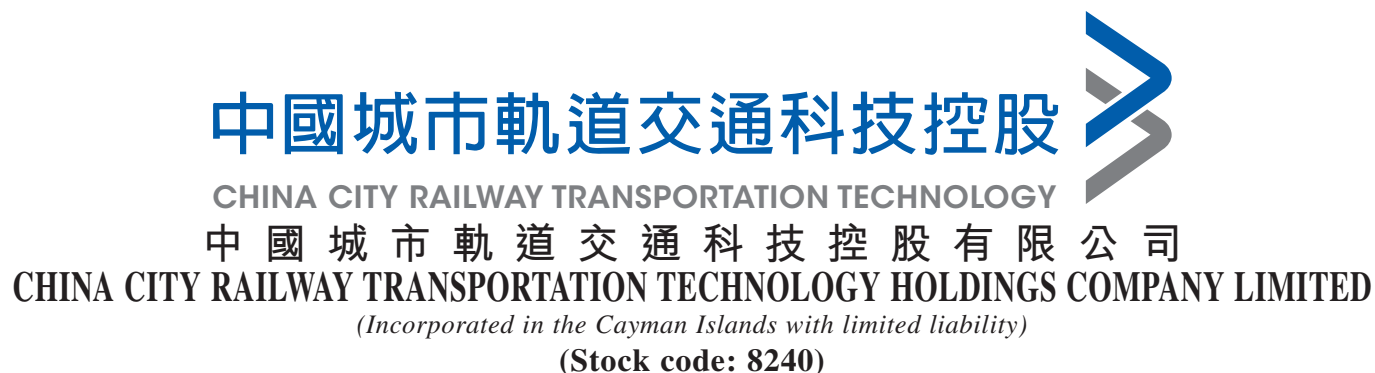 中國城市軌道交通科技控股
CHINA CITY RAILWAY TRANSPORTATION TECHNOLOGY
中國城市軌道交通科技控股有限公司
CHINA CITY RAILWAY TRANSPORTATION TECHNOLOGY HOLDINGS COMPANY LIMITED
(Incorporated in the Cayman Islands with limited liability)
(Stock code: 8240)